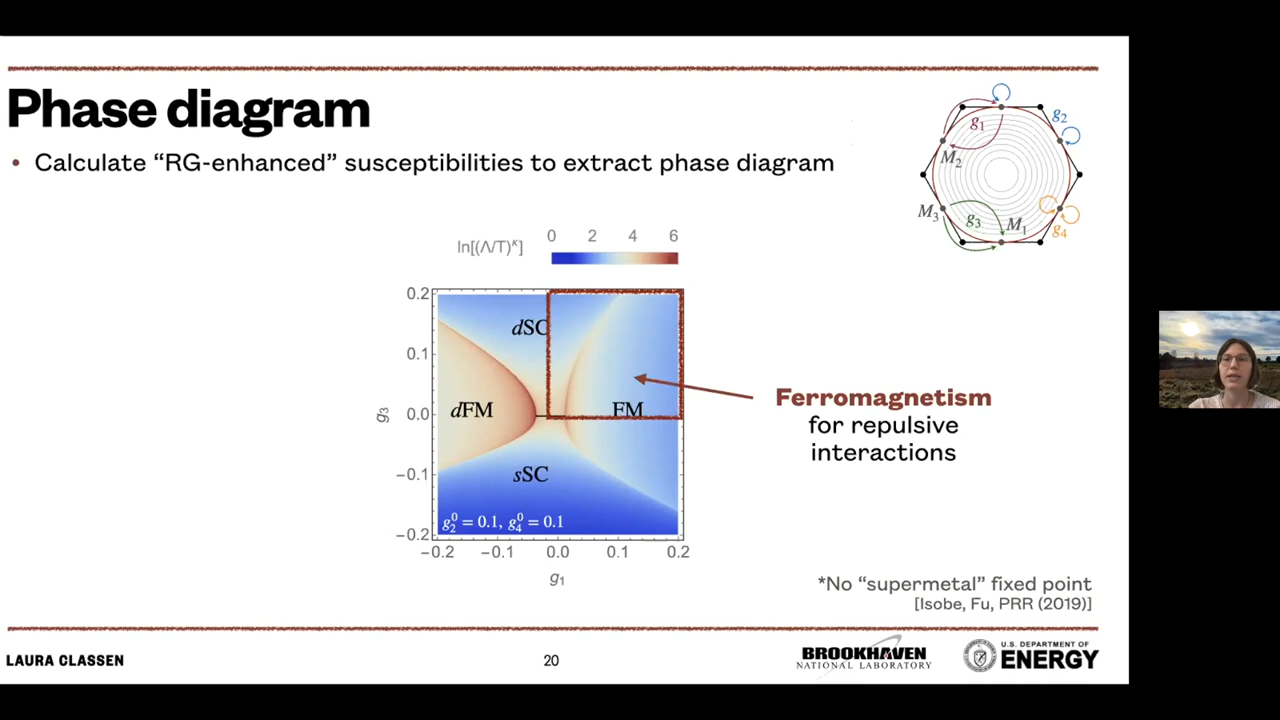 Phase diagram
• Calculate “RG-enhanced” susceptibilities to extract phase diagram
g₁
g₂
M₂
M₃
g₃
M₁
g₄
ln[(Λ/T)^κ]
0 2 4 6
0.2
0.1
0.0
−0.1
−0.2
g₃
dSC
dFM
FM
sSC
g₂⁰ = 0.1, g₄⁰ = 0.1
−0.2 −0.1 0.0 0.1 0.2
g₁
Ferromagnetism
for repulsive
interactions
*No “supermetal” fixed point
[Isobe, Fu, PRR (2019)]
LAURA CLASSEN
20
BROOKHAVEN
NATIONAL LABORATORY
U.S. DEPARTMENT OF
ENERGY